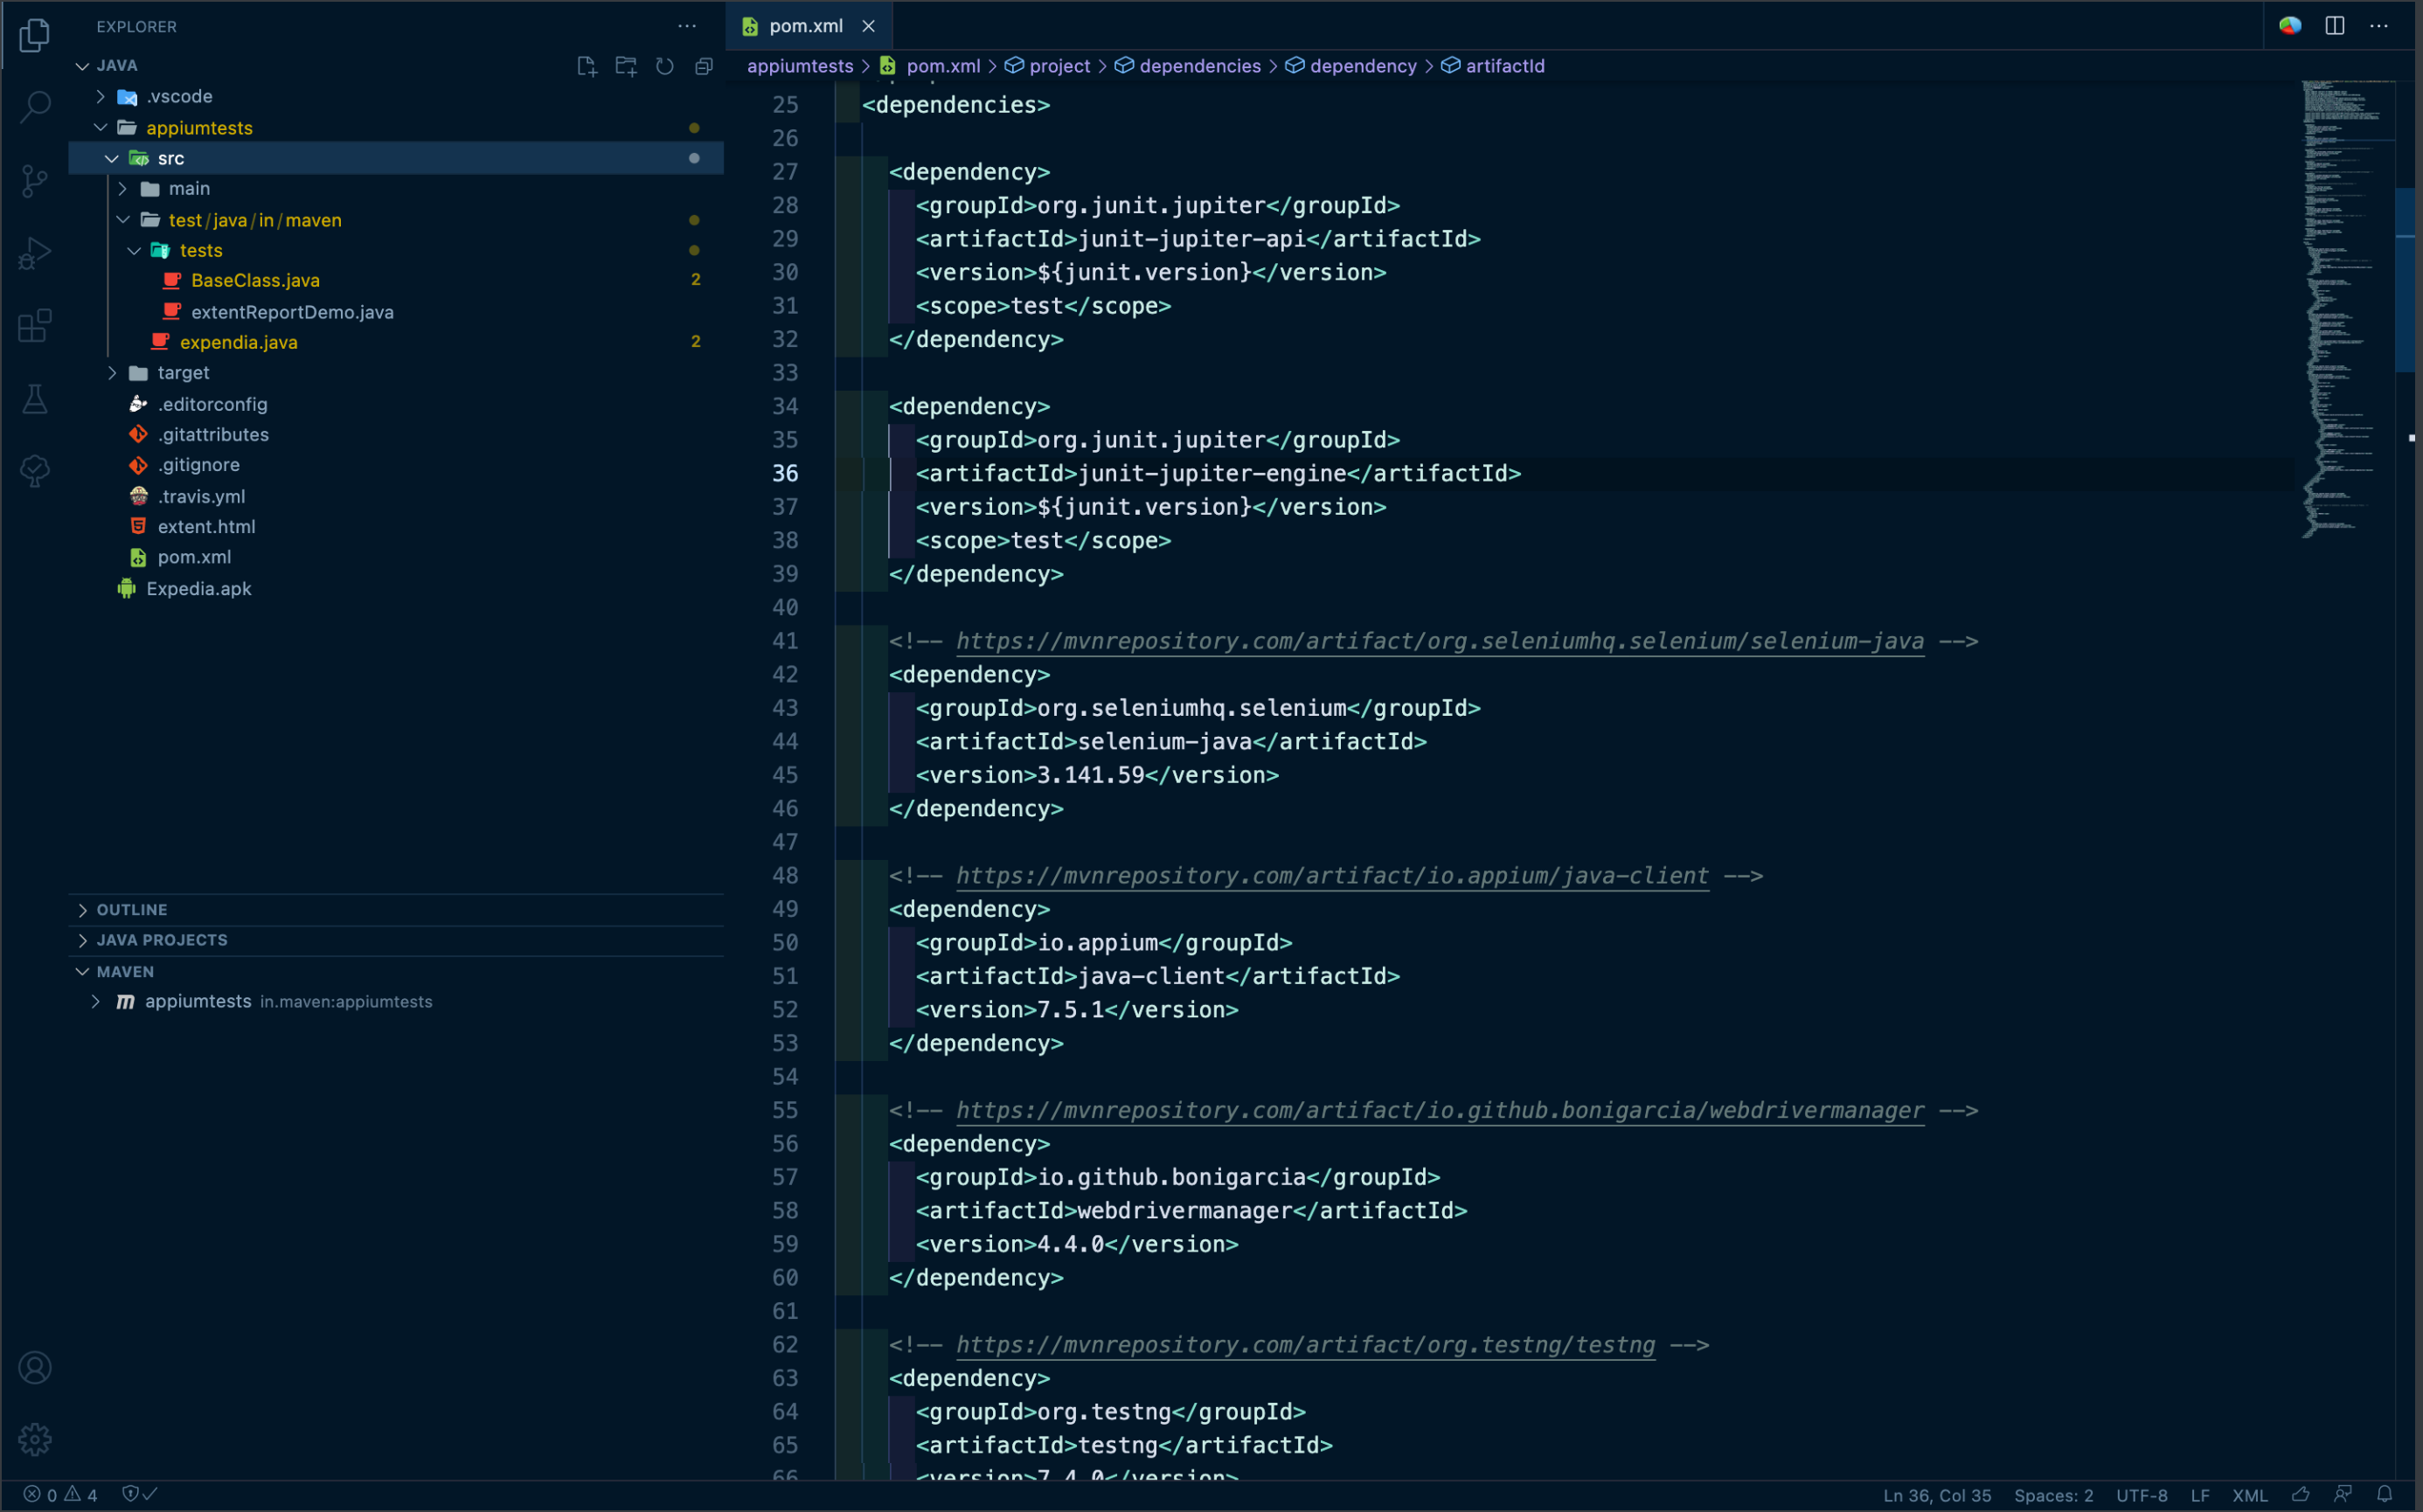 EXPLORER
JAVA
.vscode
appiumtests
src
main
test/java/in/maven
tests
BaseClass.java 2
extentReportDemo.java
expendia.java 2
target
.editorconfig
.gitattributes
.gitignore
.travis.yml
extent.html
pom.xml
Expedia.apk
OUTLINE
JAVA PROJECTS
MAVEN
appiumtests in.maven:appiumtests
pom.xml
appiumtests > pom.xml > project > dependencies > dependency > artifactId
25 <dependencies>
26
27 <dependency>
28 <groupId>org.junit.jupiter</groupId>
29 <artifactId>junit-jupiter-api</artifactId>
30 <version>${junit.version}</version>
31 <scope>test</scope>
32 </dependency>
33
34 <dependency>
35 <groupId>org.junit.jupiter</groupId>
36 <artifactId>junit-jupiter-engine</artifactId>
37 <version>${junit.version}</version>
38 <scope>test</scope>
39 </dependency>
40
41 <!-- https://mvnrepository.com/artifact/org.seleniumhq.selenium/selenium-java -->
42 <dependency>
43 <groupId>org.seleniumhq.selenium</groupId>
44 <artifactId>selenium-java</artifactId>
45 <version>3.141.59</version>
46 </dependency>
47
48 <!-- https://mvnrepository.com/artifact/io.appium/java-client -->
49 <dependency>
50 <groupId>io.appium</groupId>
51 <artifactId>java-client</artifactId>
52 <version>7.5.1</version>
53 </dependency>
54
55 <!-- https://mvnrepository.com/artifact/io.github.bonigarcia/webdrivermanager -->
56 <dependency>
57 <groupId>io.github.bonigarcia</groupId>
58 <artifactId>webdrivermanager</artifactId>
59 <version>4.4.0</version>
60 </dependency>
61
62 <!-- https://mvnrepository.com/artifact/org.testng/testng -->
63 <dependency>
64 <groupId>org.testng</groupId>
65 <artifactId>testng</artifactId>
66 <version>7.4.0</version>
0 4
Ln 36, Col 35 Spaces: 2 UTF-8 LF XML